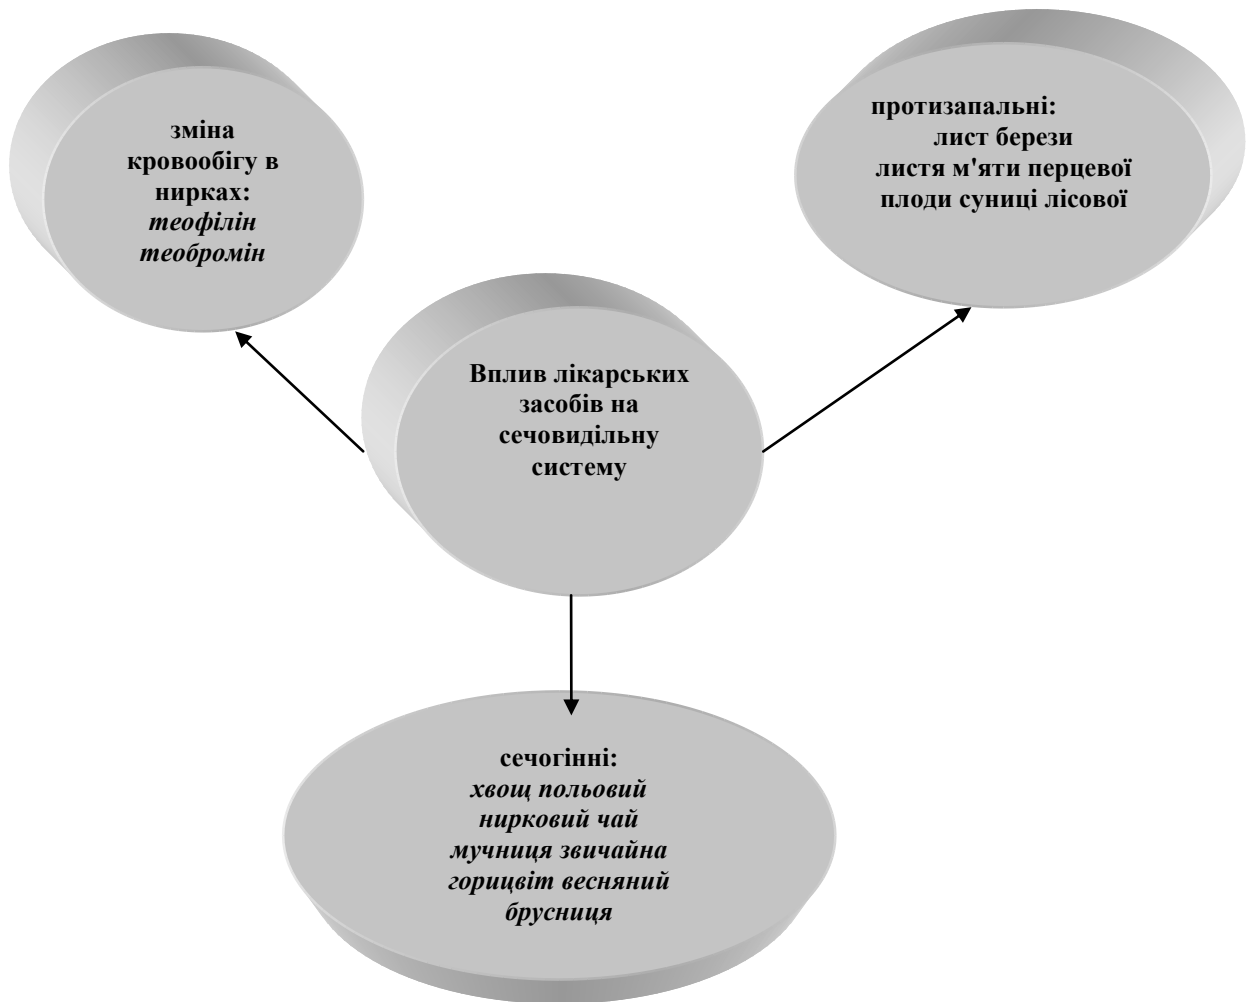 зміна
кровообігу в
нирках:
теофілін
теобромін
протизапальні:
лист берези
листя м'яти перцевої
плоди суниці лісової
Вплив лікарських
засобів на
сечовидільну
систему
сечогінні:
хвощ польовий
нирковий чай
мучниця звичайна
горицвіт весняний
брусниця